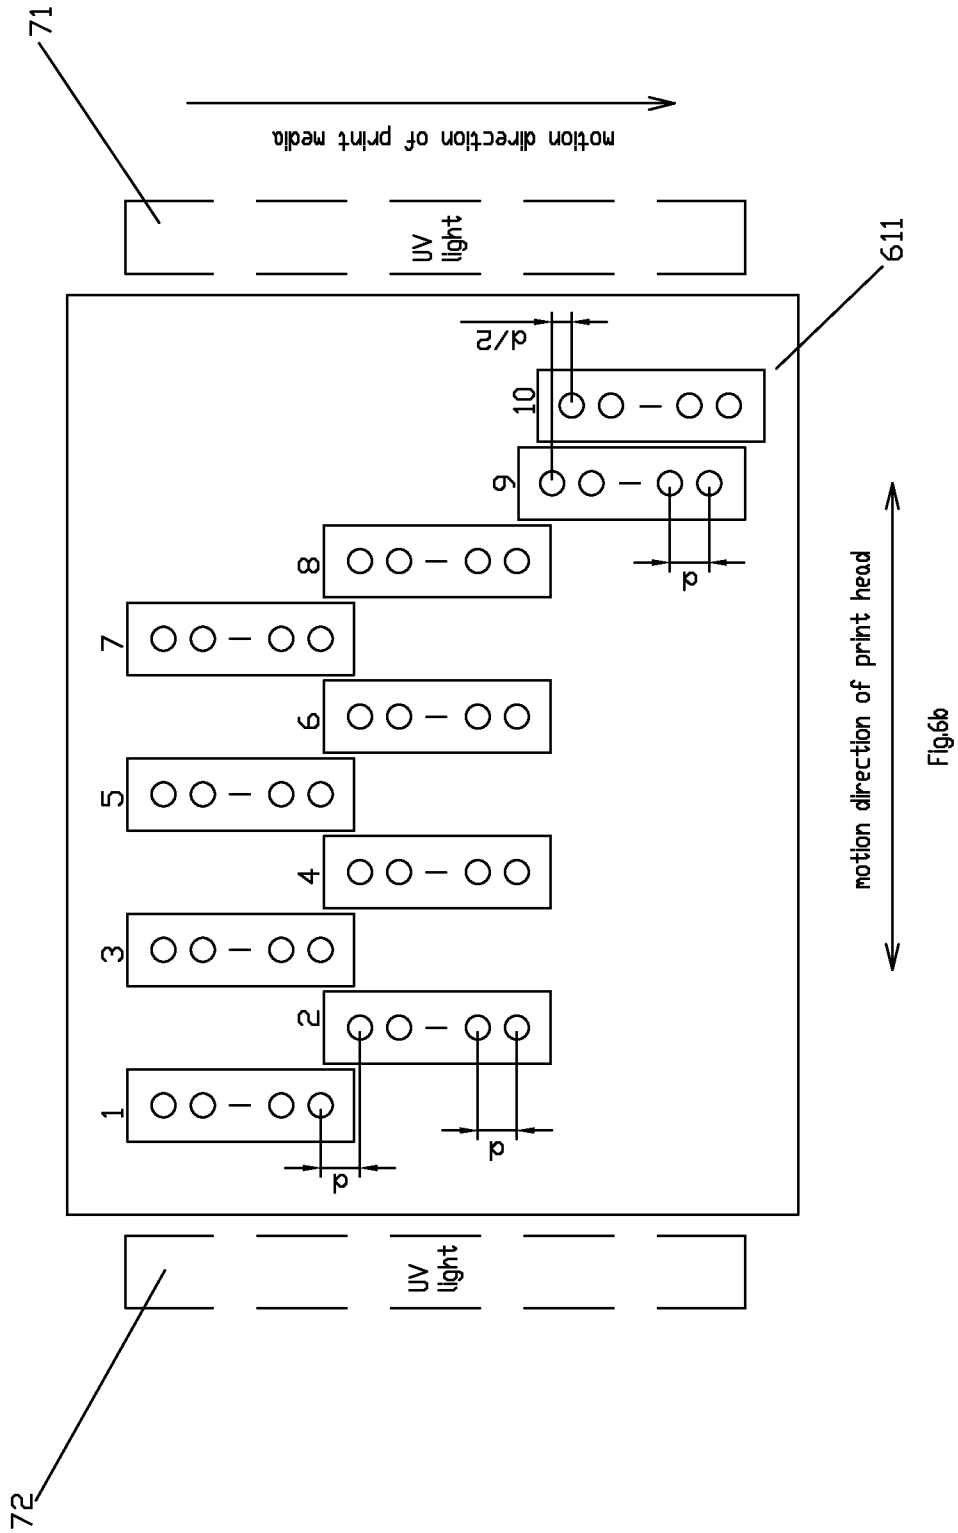 71
motion direction of print media
UV
light
611
d/2
10
9
d
8
7
6
5
4
3
2
1
d
d
motion direction of print head
UV
light
72
Fig.6b